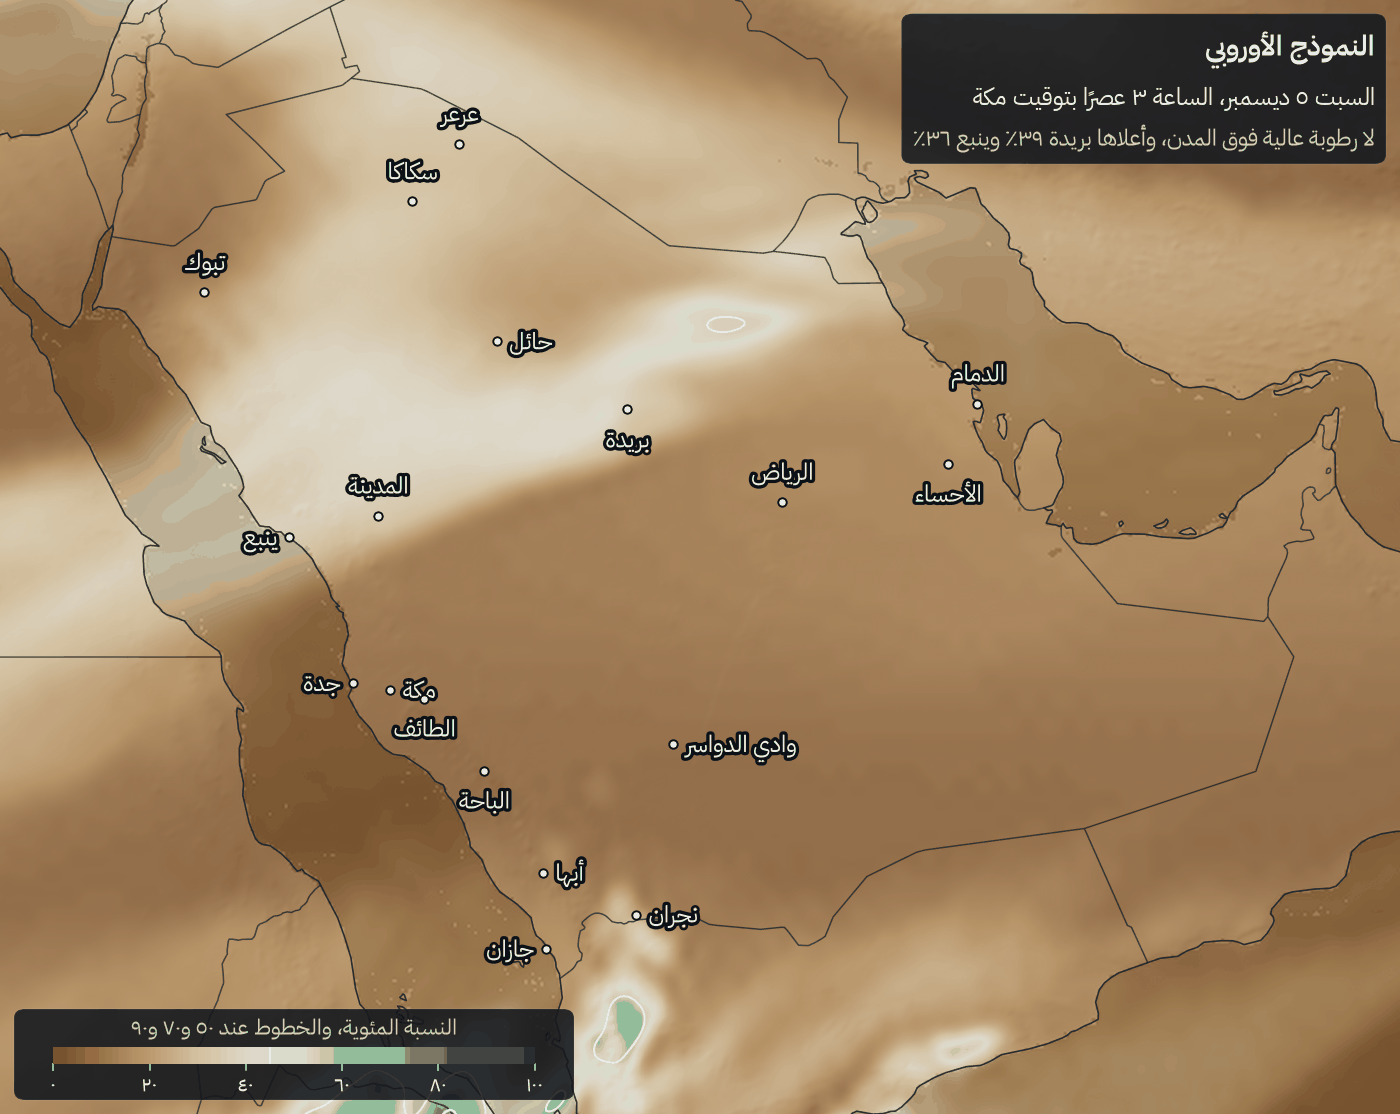 النموذج الأوروبي
السبت ٥ ديسمبر، الساعة ٣ عصرًا بتوقيت مكة
لا رطوبة عالية فوق المدن، وأعلاها بريدة ٣٩٪ وينبع ٣٦٪
عرعر
سكاكا
تبوك
حائل
الدمام
بريدة
الرياض
المدينة
الأحساء
ينبع
جدة
مكة
الطائف
وادي الدواسر
الباحة
أبها
نجران
جازان
النسبة المئوية، والخطوط عند ٥٠ و٧٠ و٩٠
٠ ٢٠ ٤٠ ٦٠ ٨٠ ١٠٠